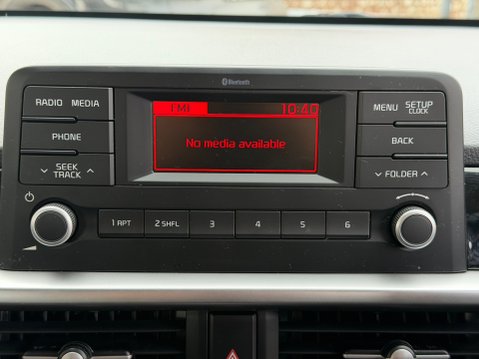 Bluetooth
RADIO MEDIA
FM1 10:40
MENU SETUP
CLOCK
PHONE
No media available
BACK
SEEK
TRACK
FOLDER
1 RPT 2 SHFL 3 4 5 6